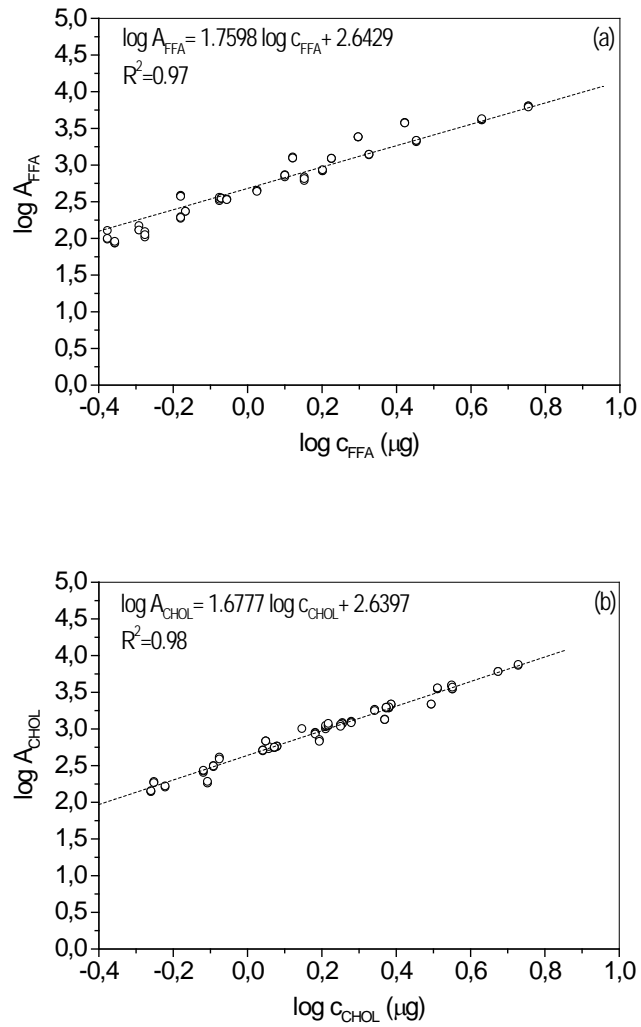 5,0
4,5
4,0
3,5
3,0
2,5
2,0
1,5
1,0
0,5
0,0
log A_FFA
log A_FFA = 1.7598 log c_FFA + 2.6429
R²=0.97
(a)
-0,4 -0,2 0,0 0,2 0,4 0,6 0,8 1,0
log c_FFA (μg)
5,0
4,5
4,0
3,5
3,0
2,5
2,0
1,5
1,0
0,5
0,0
log A_CHOL
log A_CHOL = 1.6777 log c_CHOL + 2.6397
R²=0.98
(b)
-0,4 -0,2 0,0 0,2 0,4 0,6 0,8 1,0
log c_CHOL (μg)